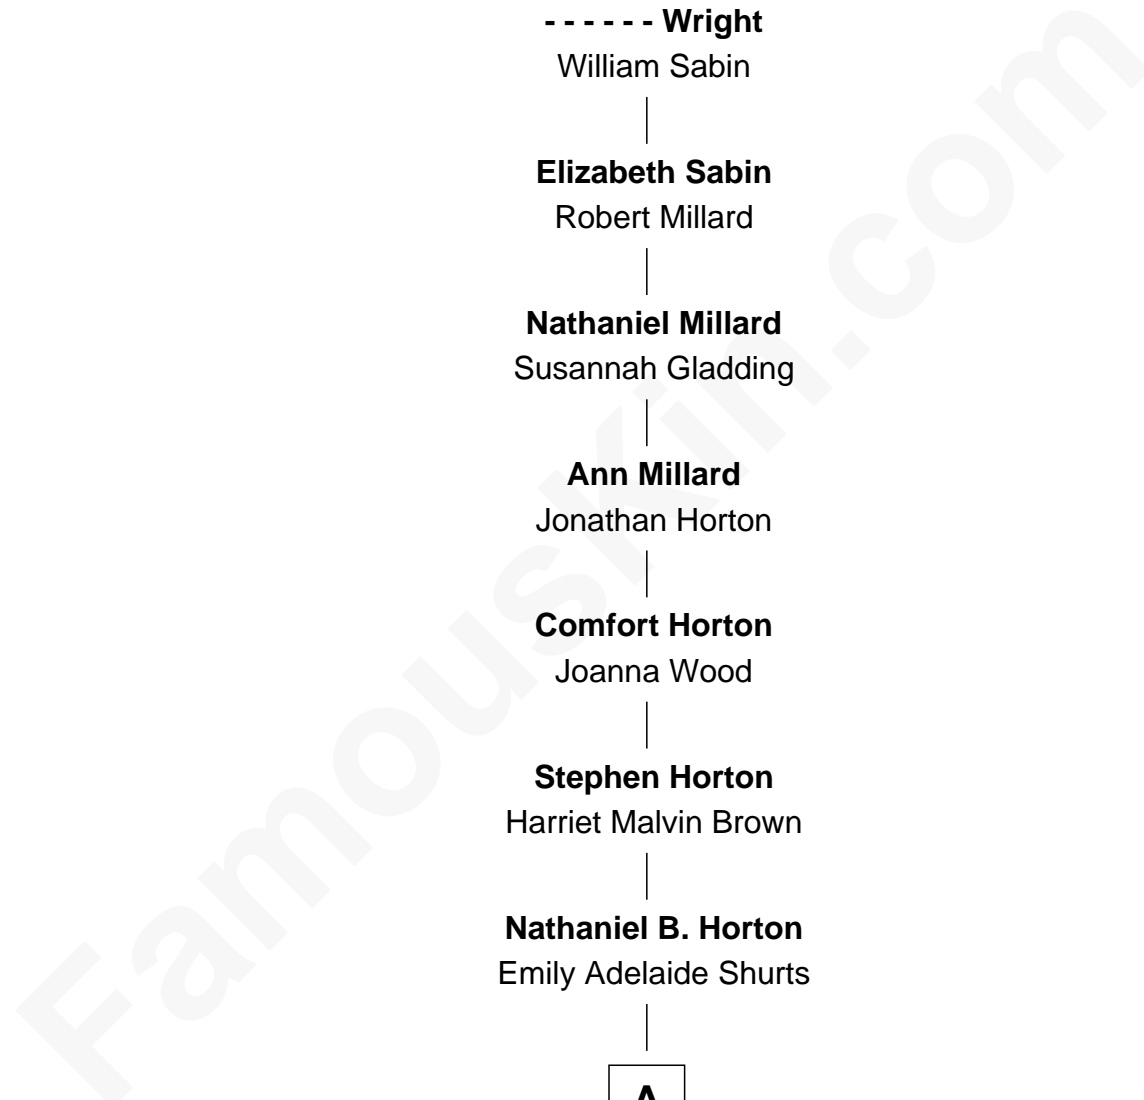 - - - - - - Wright
William Sabin
Elizabeth Sabin
Robert Millard
Nathaniel Millard
Susannah Gladding
Ann Millard
Jonathan Horton
Comfort Horton
Joanna Wood
Stephen Horton
Harriet Malvin Brown
Nathaniel B. Horton
Emily Adelaide Shurts
A
FamousKin.com